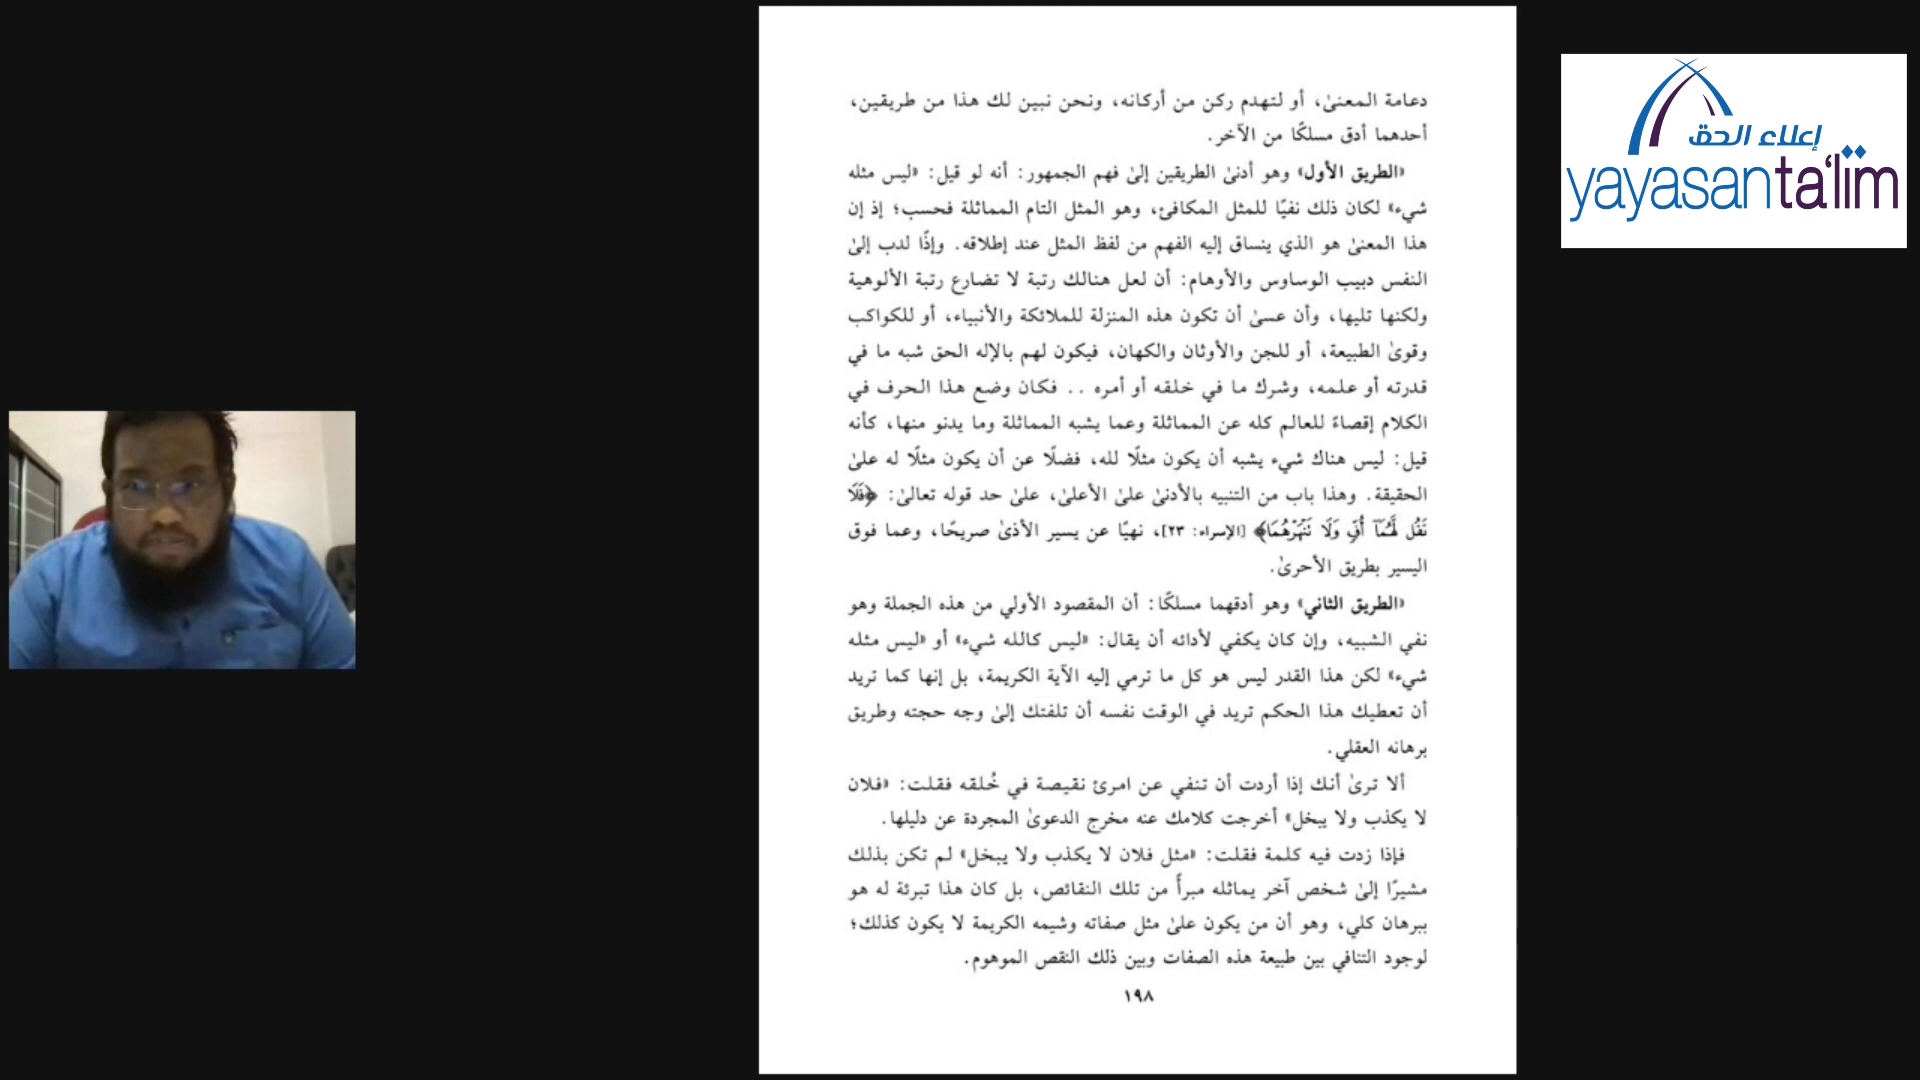 دعامة المعنىٰ، أو لتهدم ركن من أركانه، ونحن نبين لك هذا من طريقين،
أحدهما أدق مسلكًا من الآخر.
«الطريق الأول» وهو أدنىٰ الطريقين إلىٰ فهم الجمهور: أنه لو قيل: «ليس مثله
شيء» لكان ذلك نفيًا للمثل المكافئ، وهو المثل التام المماثلة فحسب؛ إذ إن
هذا المعنىٰ هو الذي ينساق إليه الفهم من لفظ المثل عند إطلاقه. وإذًا لدب إلىٰ
النفس دبيب الوساوس والأوهام: أن لعل هنالك رتبة لا تضارع رتبة الألوهية
ولكنها تليها، وأن عسىٰ أن تكون هذه المنزلة للملائكة والأنبياء، أو للكواكب
وقوىٰ الطبيعة، أو للجن والأوثان والكهان، فيكون لهم بالإله الحق شبه ما في
قدرته أو علمه، وشرك ما في خلقه أو أمره .. فكان وضع هذا الحرف في
الكلام إقصاءً للعالم كله عن المماثلة وعما يشبه المماثلة وما يدنو منها، كأنه
قيل: ليس هناك شيء يشبه أن يكون مثلًا لله، فضلًا عن أن يكون مثلًا له علىٰ
الحقيقة. وهذا باب من التنبيه بالأدنىٰ علىٰ الأعلىٰ، علىٰ حد قوله تعالىٰ: ﴿فَلَا
تَقُل لَّهُمَآ أُفٍّ وَلَا تَنْهَرْهُمَا﴾ [الإسراء: ٢٣]، نهيًا عن يسير الأذىٰ صريحًا، وعما فوق
اليسير بطريق الأحرىٰ.
«الطريق الثاني» وهو أدقهما مسلكًا: أن المقصود الأولي من هذه الجملة وهو
نفي الشبيه، وإن كان يكفي لأدائه أن يقال: «ليس كالله شيء» أو «ليس مثله
شيء» لكن هذا القدر ليس هو كل ما ترمي إليه الآية الكريمة، بل إنها كما تريد
أن تعطيك هذا الحكم تريد في الوقت نفسه أن تلفتك إلىٰ وجه حجته وطريق
برهانه العقلي.
ألا ترىٰ أنك إذا أردت أن تنفي عن امرئ نقيصة في خُلقه فقلت: «فلان
لا يكذب ولا يبخل» أخرجت كلامك عنه مخرج الدعوىٰ المجردة عن دليلها.
فإذا زدت فيه كلمة فقلت: «مثل فلان لا يكذب ولا يبخل» لم تكن بذلك
مشيرًا إلىٰ شخص آخر يماثله مبرأً من تلك النقائص، بل كان هذا تبرئة له هو
ببرهان كلي، وهو أن من يكون علىٰ مثل صفاته وشيمه الكريمة لا يكون كذلك؛
لوجود التنافي بين طبيعة هذه الصفات وبين ذلك النقص الموهوم.
١٩٨
إعلاء الحق
yayasanta'lim